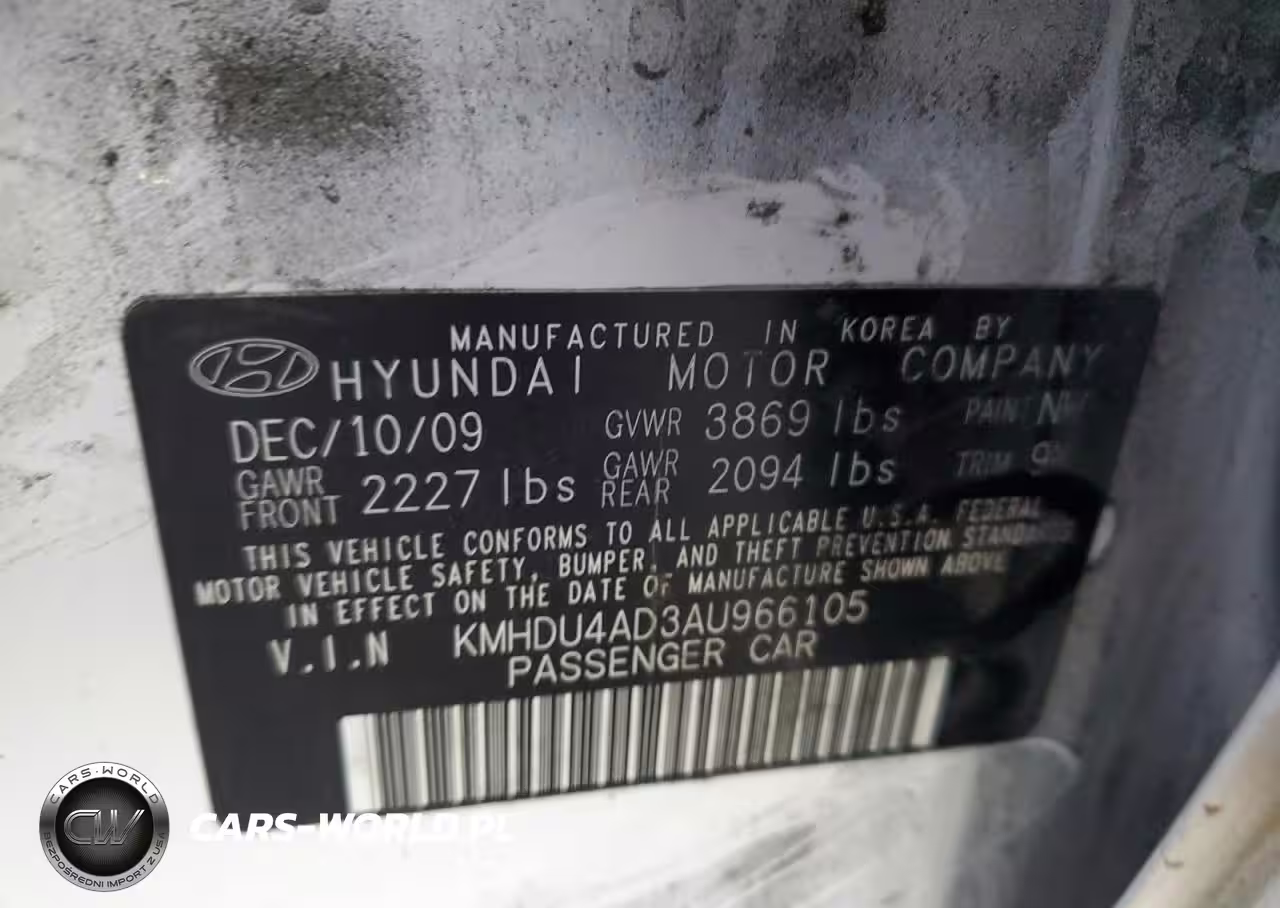 MANUFACTURED IN KOREA BY
HYUNDAI MOTOR COMPANY
DEC/10/09 GVWR 3869 lbs PAINT NW
GAWR FRONT 2227 lbs GAWR REAR 2094 lbs TRIM
THIS VEHICLE CONFORMS TO ALL APPLICABLE U.S.A. FEDERAL
MOTOR VEHICLE SAFETY, BUMPER, AND THEFT PREVENTION STANDARDS
IN EFFECT ON THE DATE OF MANUFACTURE SHOWN ABOVE
V.I.N KMHDU4AD3AU966105
PASSENGER CAR
CARS-WORLD
CW
BEZPOŚREDNI IMPORT Z USA
CARS-WORLD.PL